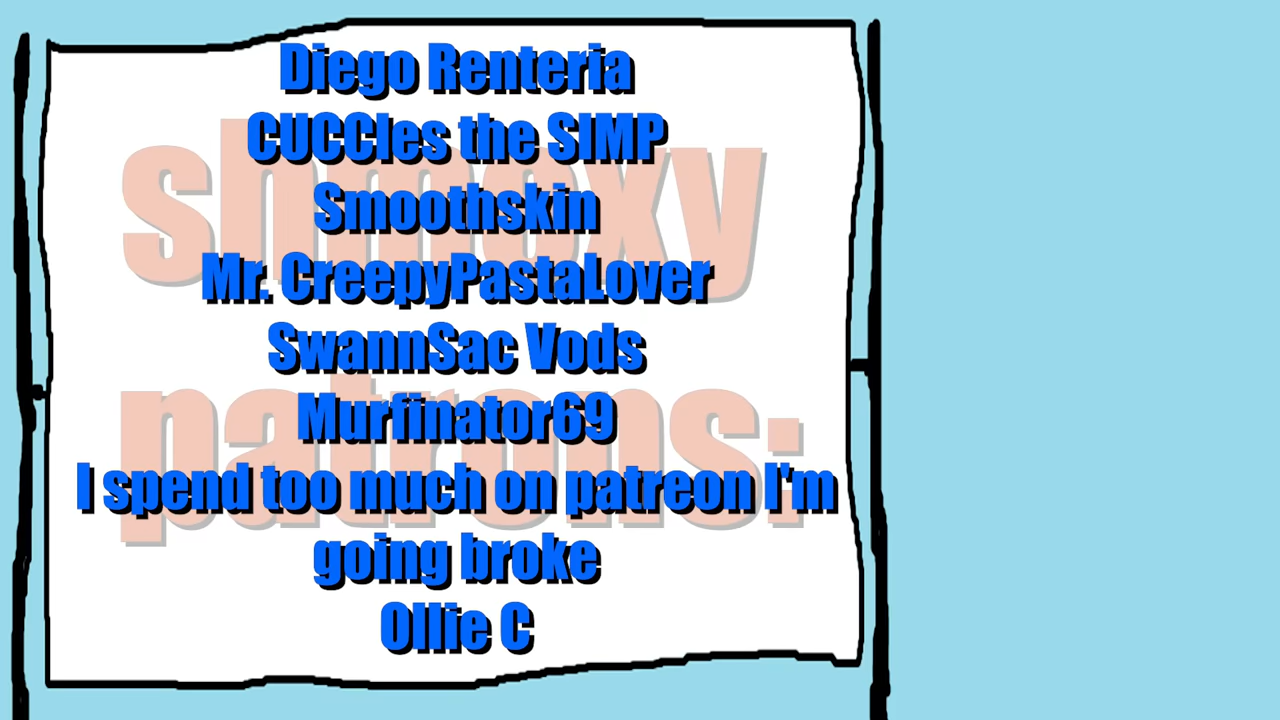 Diego Renteria
CUCCles the SIMP
Smoothskin
Mr. CreepyPastaLover
SwannSac Vods
Murfinator69
I spend too much on patreon I'm
going broke
Ollie C
shmoxy
patrons: